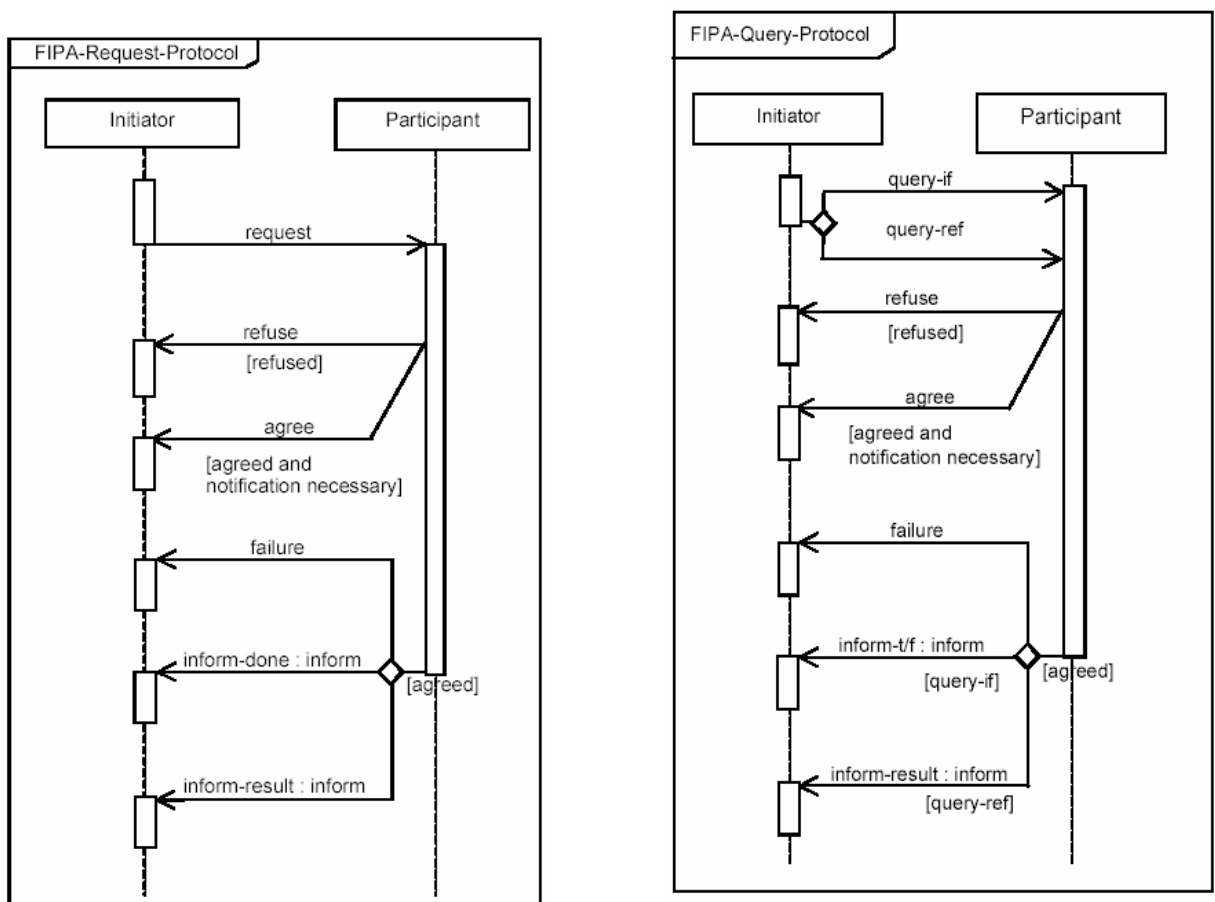 FIPA-Request-Protocol
Initiator
Participant
request
refuse
[refused]
agree
[agreed and
notification necessary]
failure
inform-done : inform
[agreed]
inform-result : inform
FIPA-Query-Protocol
Initiator
Participant
query-if
query-ref
refuse
[refused]
agree
[agreed and
notification necessary]
failure
inform-t/f : inform
[query-if]
[agreed]
inform-result : inform
[query-ref]